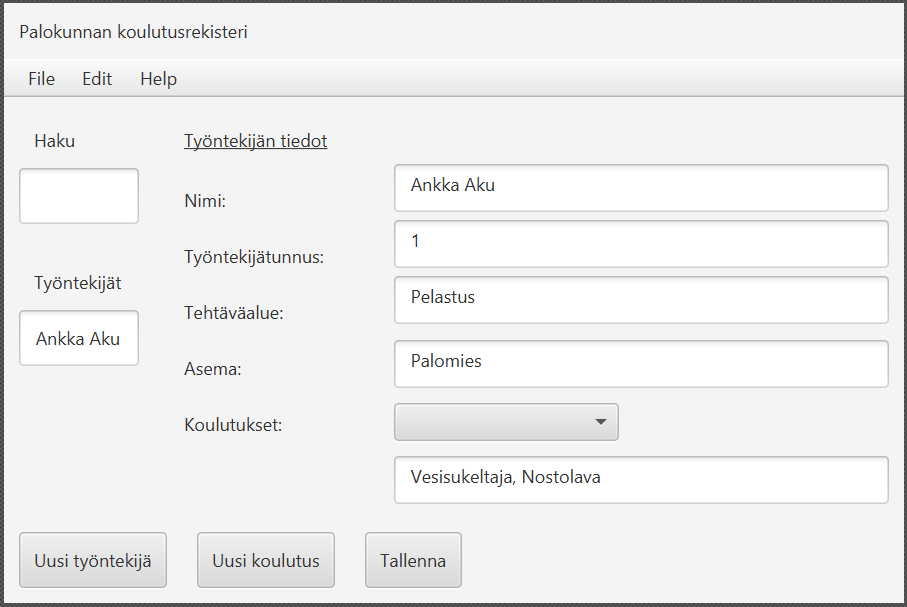 Palokunnan koulutusrekisteri
File Edit Help
Haku
Työntekijän tiedot
Nimi: Ankka Aku
Työntekijätunnus: 1
Työntekijät
Tehtäväalue: Pelastus
Ankka Aku
Asema: Palomies
Koulutukset:
Vesisukeltaja, Nostolava
Uusi työntekijä Uusi koulutus Tallenna